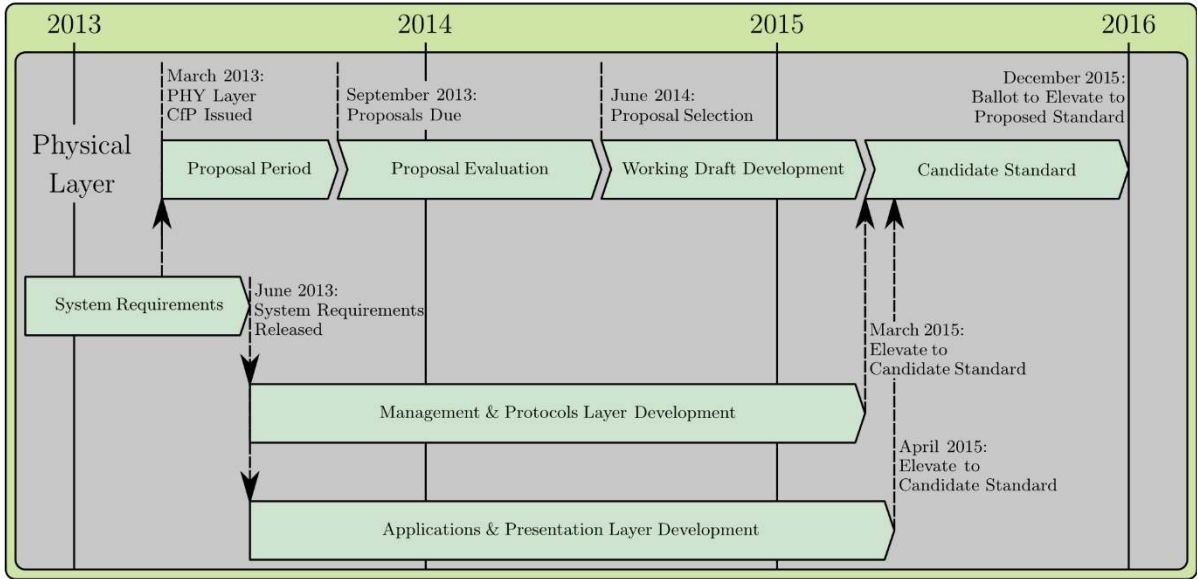 2013
2014
2015
2016
March 2013:
PHY Layer
CfP Issued
September 2013:
Proposals Due
June 2014:
Proposal Selection
December 2015:
Ballot to Elevate to
Proposed Standard
Physical
Layer
Proposal Period
Proposal Evaluation
Working Draft Development
Candidate Standard
System Requirements
June 2013:
System Requirements
Released
March 2015:
Elevate to
Candidate Standard
Management & Protocols Layer Development
April 2015:
Elevate to
Candidate Standard
Applications & Presentation Layer Development